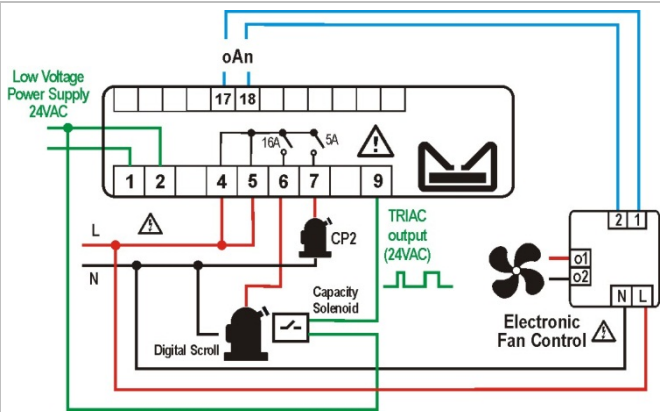 oAn
Low Voltage
Power Supply
24VAC
17 18
16A 5A
1 2 4 5 6 7 9
L
N
CP2
TRIAC
output
(24VAC)
2 1
o1
o2
N L
Capacity
Solenoid
Digital Scroll
Electronic
Fan Control